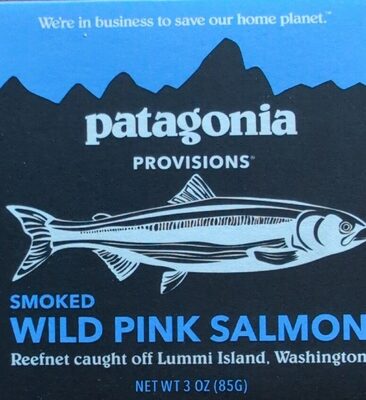 We're in business to save our home planet.™
patagonia
PROVISIONS®
SMOKED
WILD PINK SALMON
Reefnet caught off Lummi Island, Washington
NET WT 3 OZ (85G)